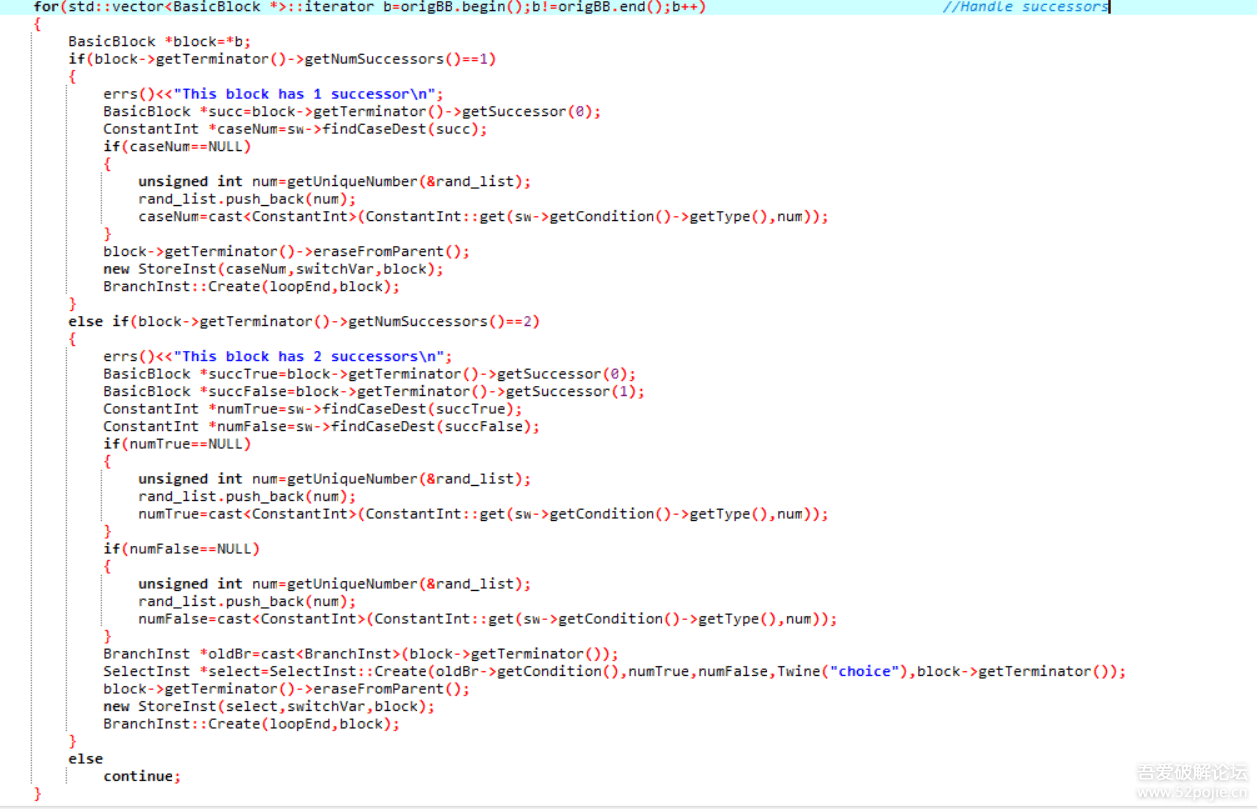 for(std::vector<BasicBlock *>::iterator b=origBB.begin();b!=origBB.end();b++) //Handle successors
{
BasicBlock *block=*b;
if(block->getTerminator()->getNumSuccessors()==1)
{
errs()<<"This block has 1 successor\n";
BasicBlock *succ=block->getTerminator()->getSuccessor(0);
ConstantInt *caseNum=sw->findCaseDest(succ);
if(caseNum==NULL)
{
unsigned int num=getUniqueNumber(&rand_list);
rand_list.push_back(num);
caseNum=cast<ConstantInt>(ConstantInt::get(sw->getCondition()->getType(),num));
}
block->getTerminator()->eraseFromParent();
new StoreInst(caseNum,switchVar,block);
BranchInst::Create(loopEnd,block);
}
else if(block->getTerminator()->getNumSuccessors()==2)
{
errs()<<"This block has 2 successors\n";
BasicBlock *succTrue=block->getTerminator()->getSuccessor(0);
BasicBlock *succFalse=block->getTerminator()->getSuccessor(1);
ConstantInt *numTrue=sw->findCaseDest(succTrue);
ConstantInt *numFalse=sw->findCaseDest(succFalse);
if(numTrue==NULL)
{
unsigned int num=getUniqueNumber(&rand_list);
rand_list.push_back(num);
numTrue=cast<ConstantInt>(ConstantInt::get(sw->getCondition()->getType(),num));
}
if(numFalse==NULL)
{
unsigned int num=getUniqueNumber(&rand_list);
rand_list.push_back(num);
numFalse=cast<ConstantInt>(ConstantInt::get(sw->getCondition()->getType(),num));
}
BranchInst *oldBr=cast<BranchInst>(block->getTerminator());
SelectInst *select=SelectInst::Create(oldBr->getCondition(),numTrue,numFalse,Twine("choice"),block->getTerminator());
block->getTerminator()->eraseFromParent();
new StoreInst(select,switchVar,block);
BranchInst::Create(loopEnd,block);
}
else
continue;
}
吾爱破解论坛
www.52pojie.cn